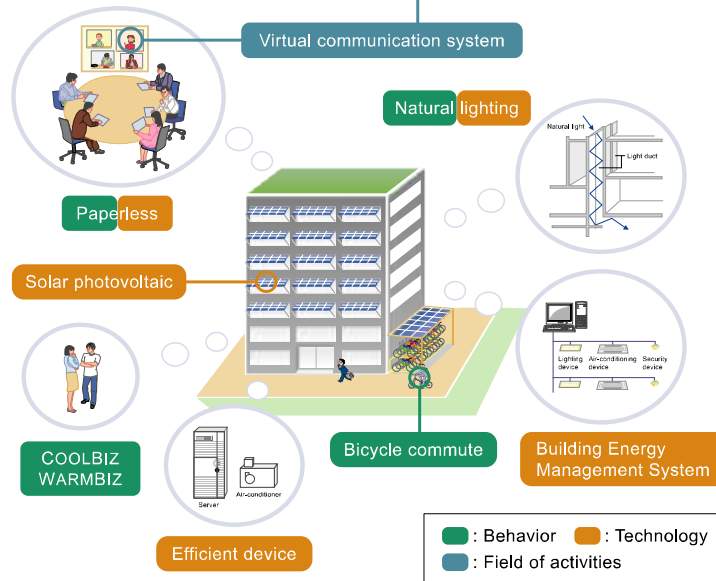 Virtual communication system
Natural lighting
Natural light
Light duct
Paperless
Solar photovoltaic
Lighting
device
Air-conditioning
device
Security
device
COOLBIZ
WARMBIZ
Bicycle commute
Building Energy
Management System
Server
Air-conditioner
Efficient device
: Behavior
: Technology
: Field of activities